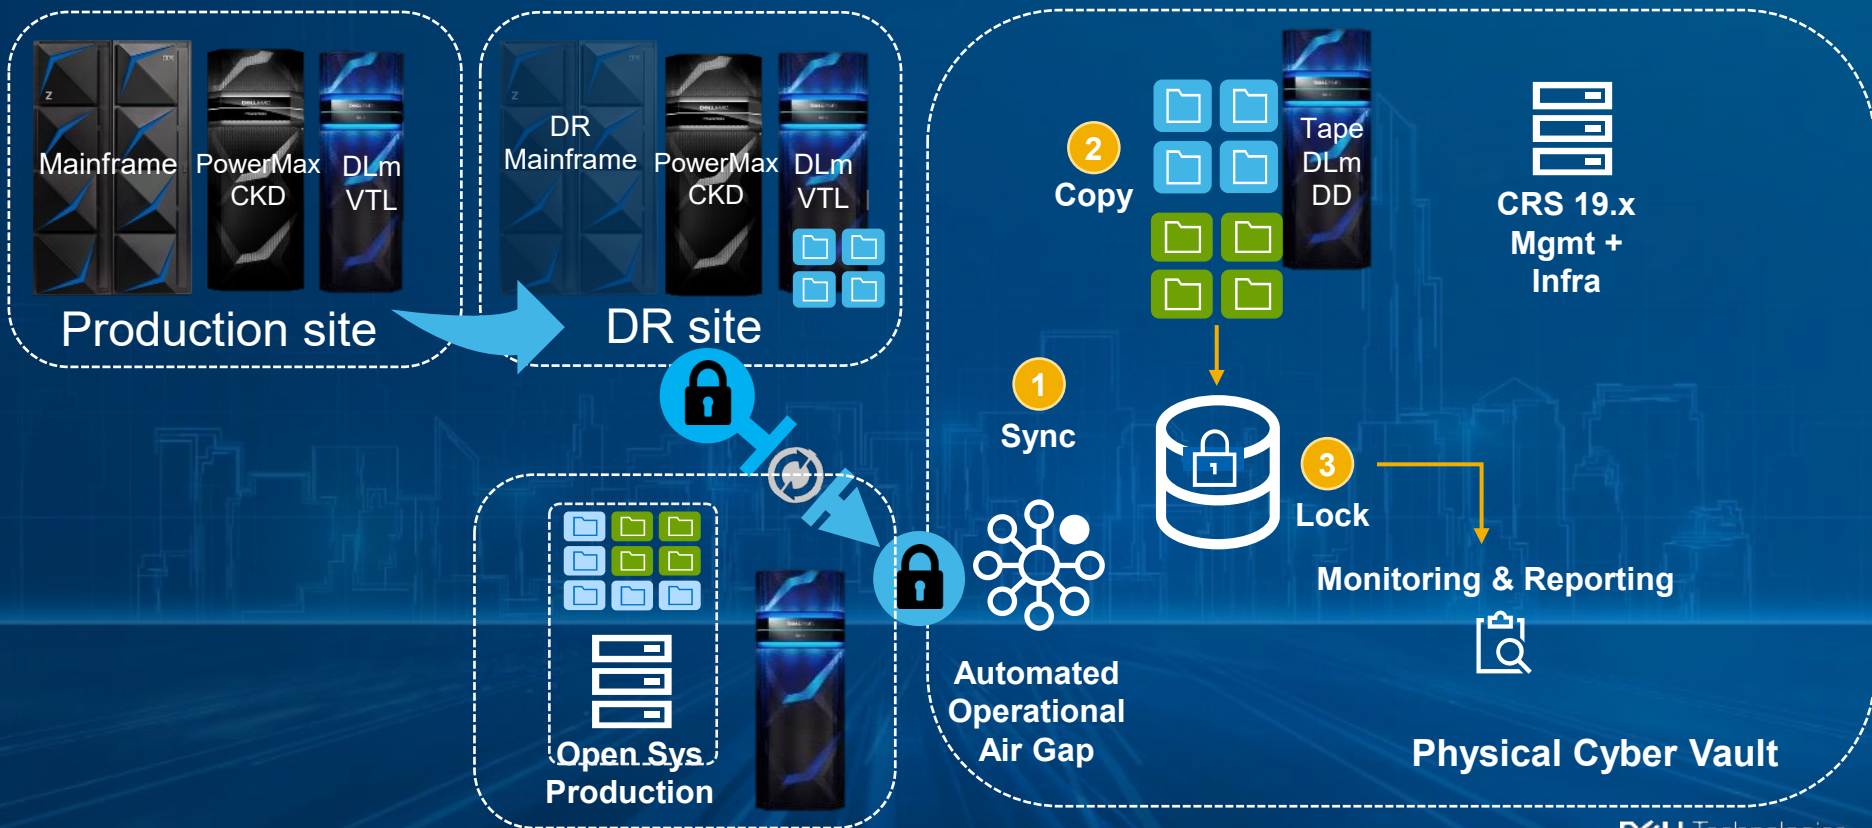 Mainframe
PowerMax
CKD
DLm
VTL
Production site
DR
Mainframe
PowerMax
CKD
DLm
VTL
DR site
Open Sys
Production
2
Copy
Tape
DLm
DD
CRS 19.x
Mgmt +
Infra
1
Sync
3
Lock
Monitoring & Reporting
Automated
Operational
Air Gap
Physical Cyber Vault